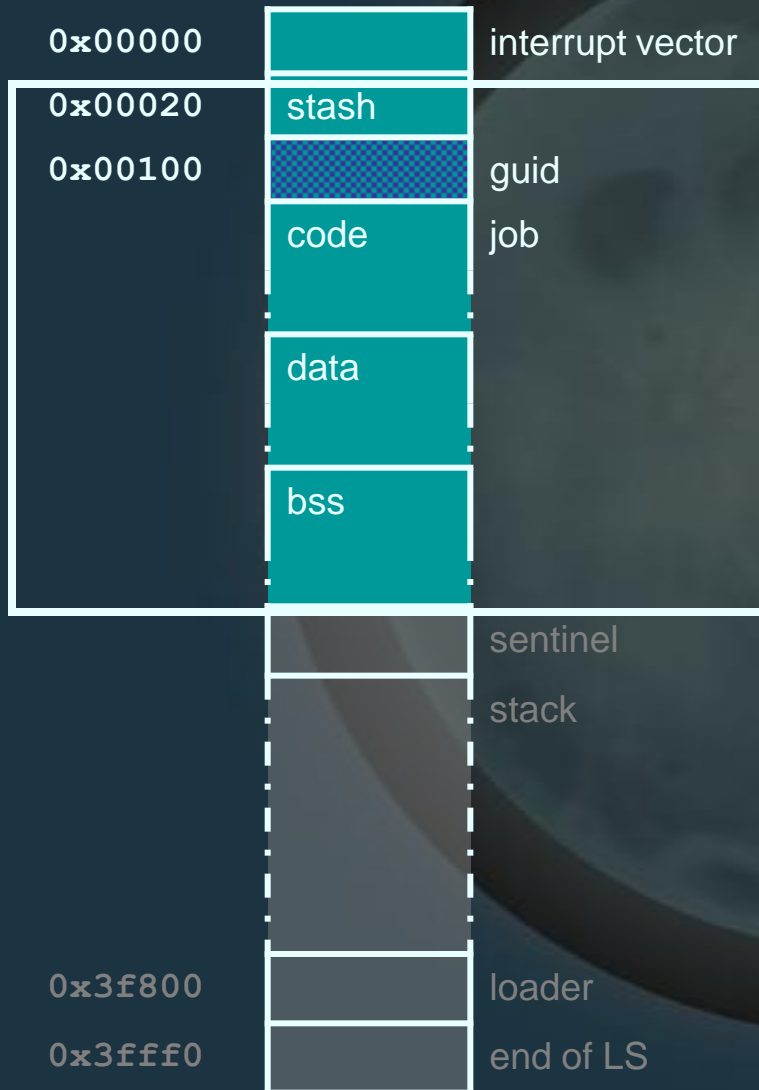 0x00000 interrupt vector
0x00020 stash
0x00100 guid
code job
data
bss
sentinel
stack
0x3f800 loader
0x3fff0 end of LS